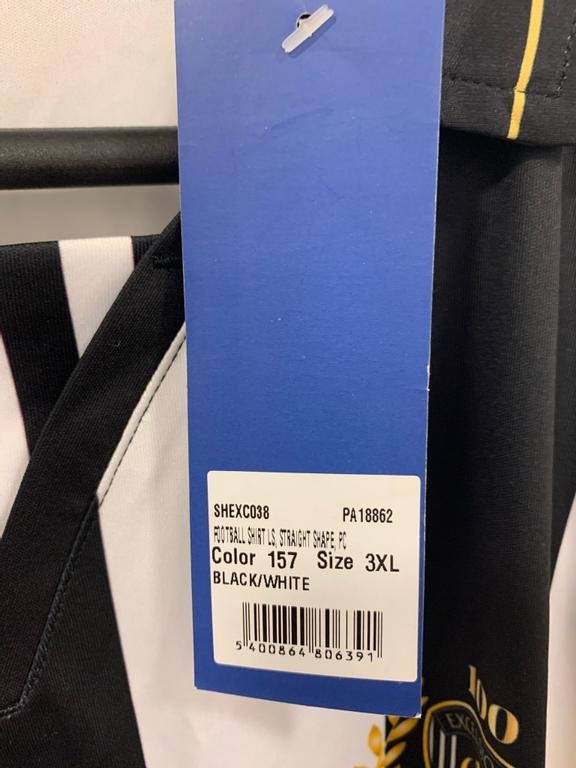 SHEXC038 PA18862
FOOTBALL SHIRT LS, STRAIGHT SHAPE, PC
Color 157 Size 3XL
BLACK/WHITE
5 400864 806391
100